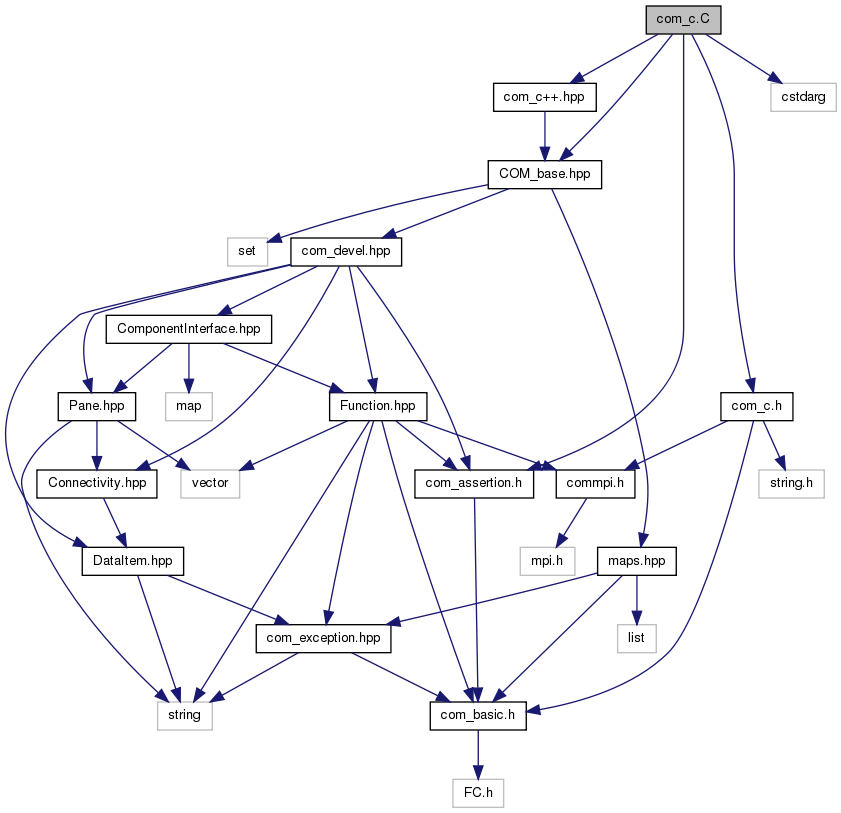 com_c.C
com_c++.hpp
cstdarg
COM_base.hpp
set
com_devel.hpp
ComponentInterface.hpp
Pane.hpp
map
Function.hpp
com_c.h
Connectivity.hpp
vector
com_assertion.h
commpi.h
string.h
DataItem.hpp
mpi.h
maps.hpp
com_exception.hpp
list
string
com_basic.h
FC.h